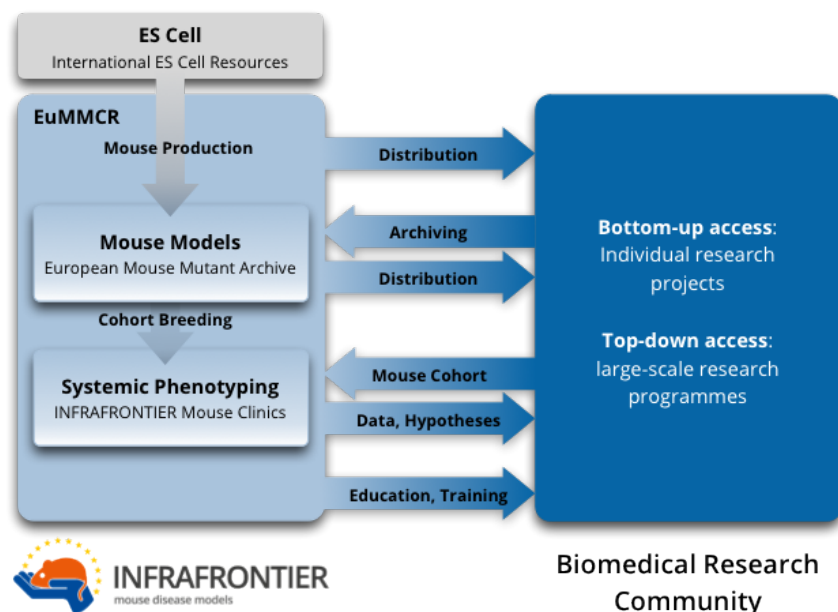 ES Cell
International ES Cell Resources
EuMMCR
Mouse Production
Distribution
Mouse Models
European Mouse Mutant Archive
Archiving
Distribution
Cohort Breeding
Systemic Phenotyping
INFRAFRONTIER Mouse Clinics
Mouse Cohort
Data, Hypotheses
Education, Training
Bottom-up access:
Individual research
projects
Top-down access:
large-scale research
programmes
INFRAFRONTIER
mouse disease models
Biomedical Research
Community